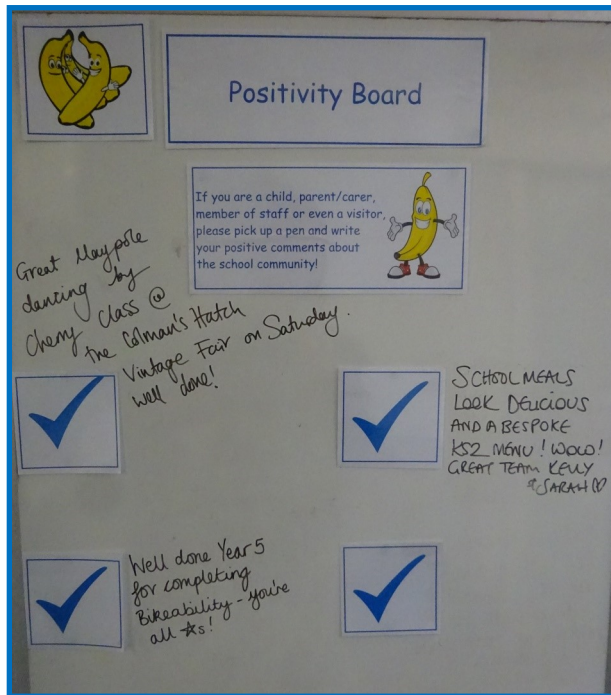 Positivity Board
If you are a child, parent/carer,
member of staff or even a visitor,
please pick up a pen and write
your positive comments about
the school community!
Great Maypole
dancing by
Cherry Class @
the Colman's Hatch
Vintage Fair on Saturday.
well done!
SCHOOL MEALS
LOOK DELICIOUS
AND A BESPOKE
KS2 MENU! WOW!
GREAT TEAM KELLY
& SARAH ♡
Well done Year 5
for completing
Bikeability - you're
all ☆s!